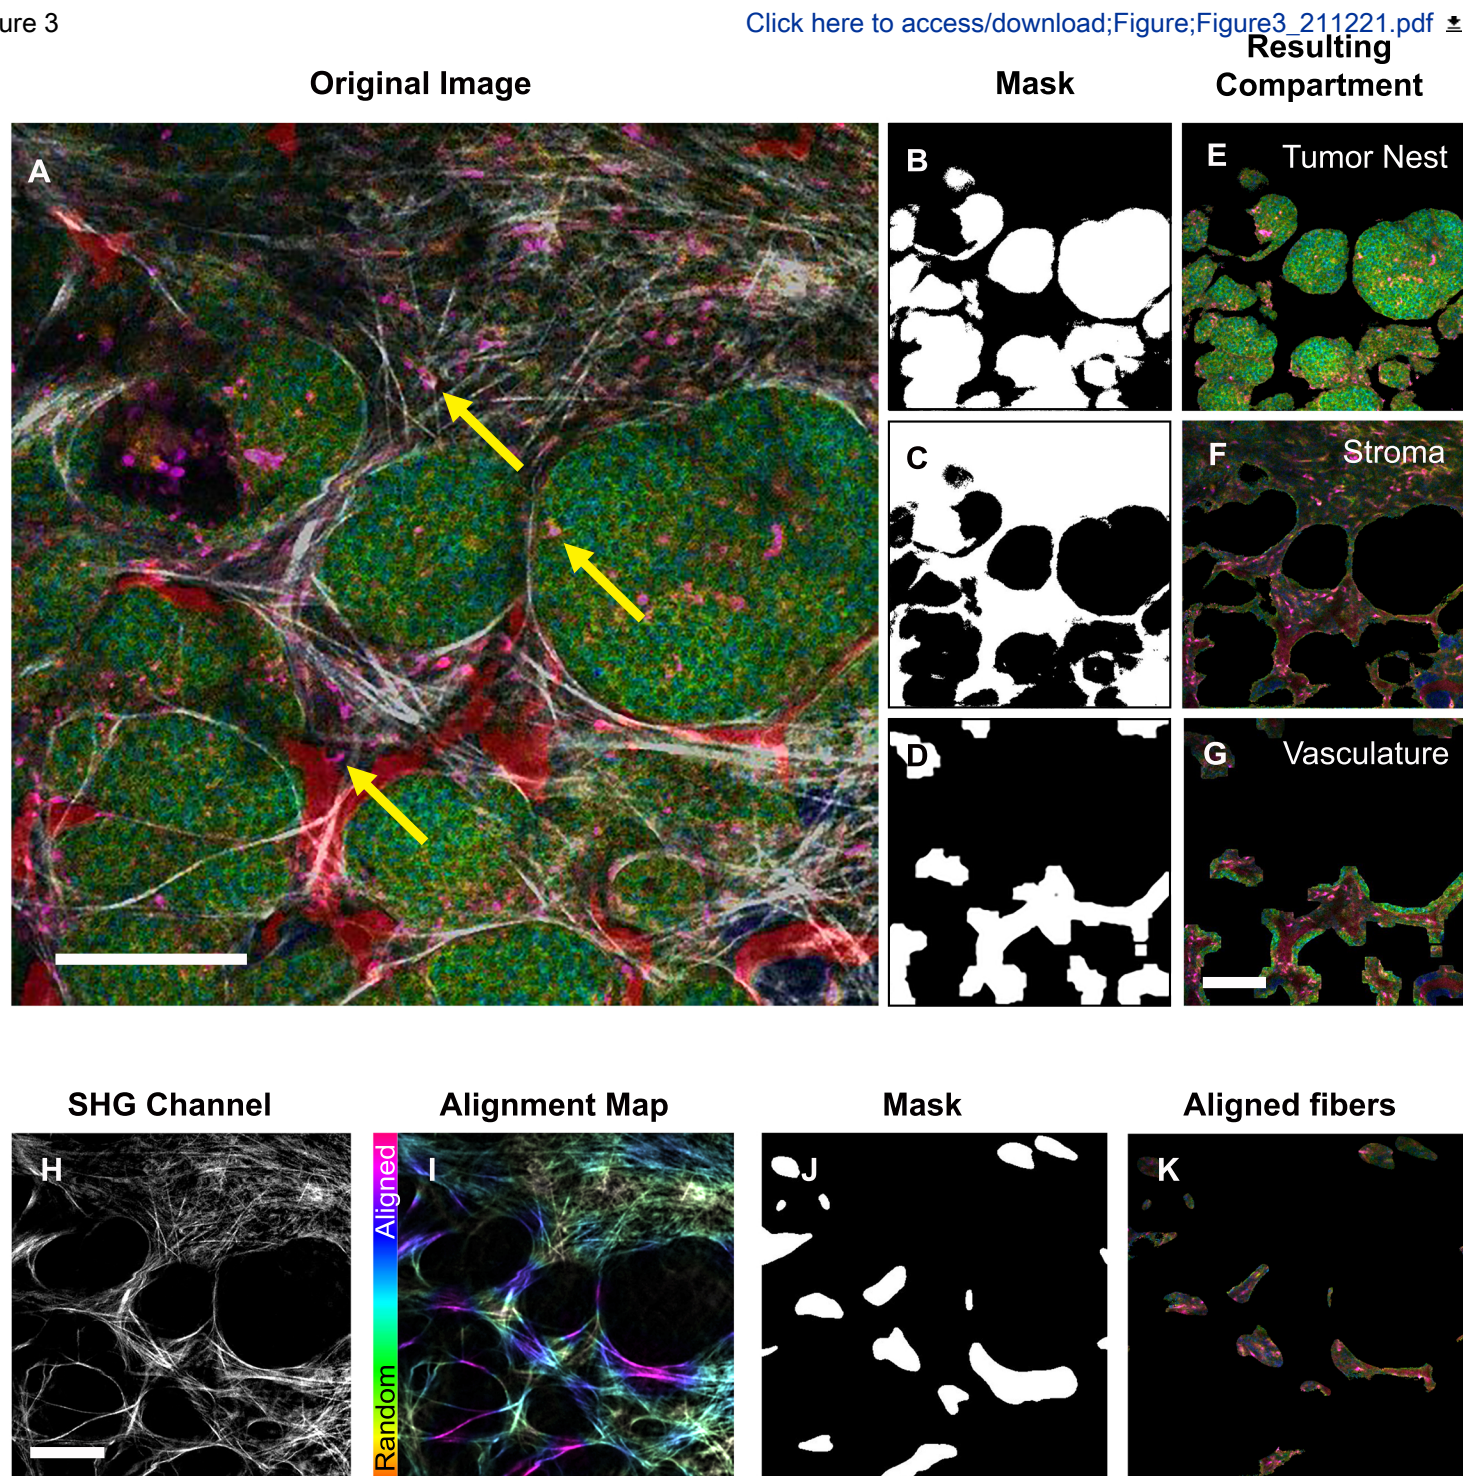 ure 3
Click here to access/download;Figure;Figure3_211221.pdf
Original Image
Mask
Resulting
Compartment
A
B
E
Tumor Nest
C
F
Stroma
D
G
Vasculature
SHG Channel
Alignment Map
Mask
Aligned fibers
H
Aligned
Random
I
J
K